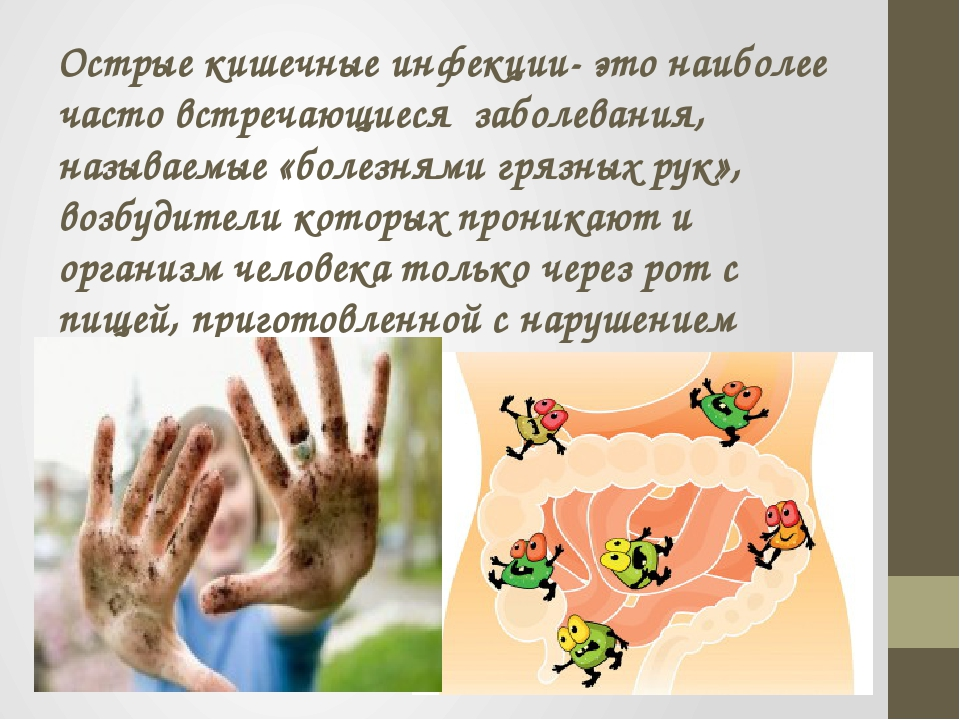 Острые кишечные инфекции- это наиболее
часто встречающиеся заболевания,
называемые «болезнями грязных рук»,
возбудители которых проникают и
организм человека только через рот с
пищей, приготовленной с нарушением